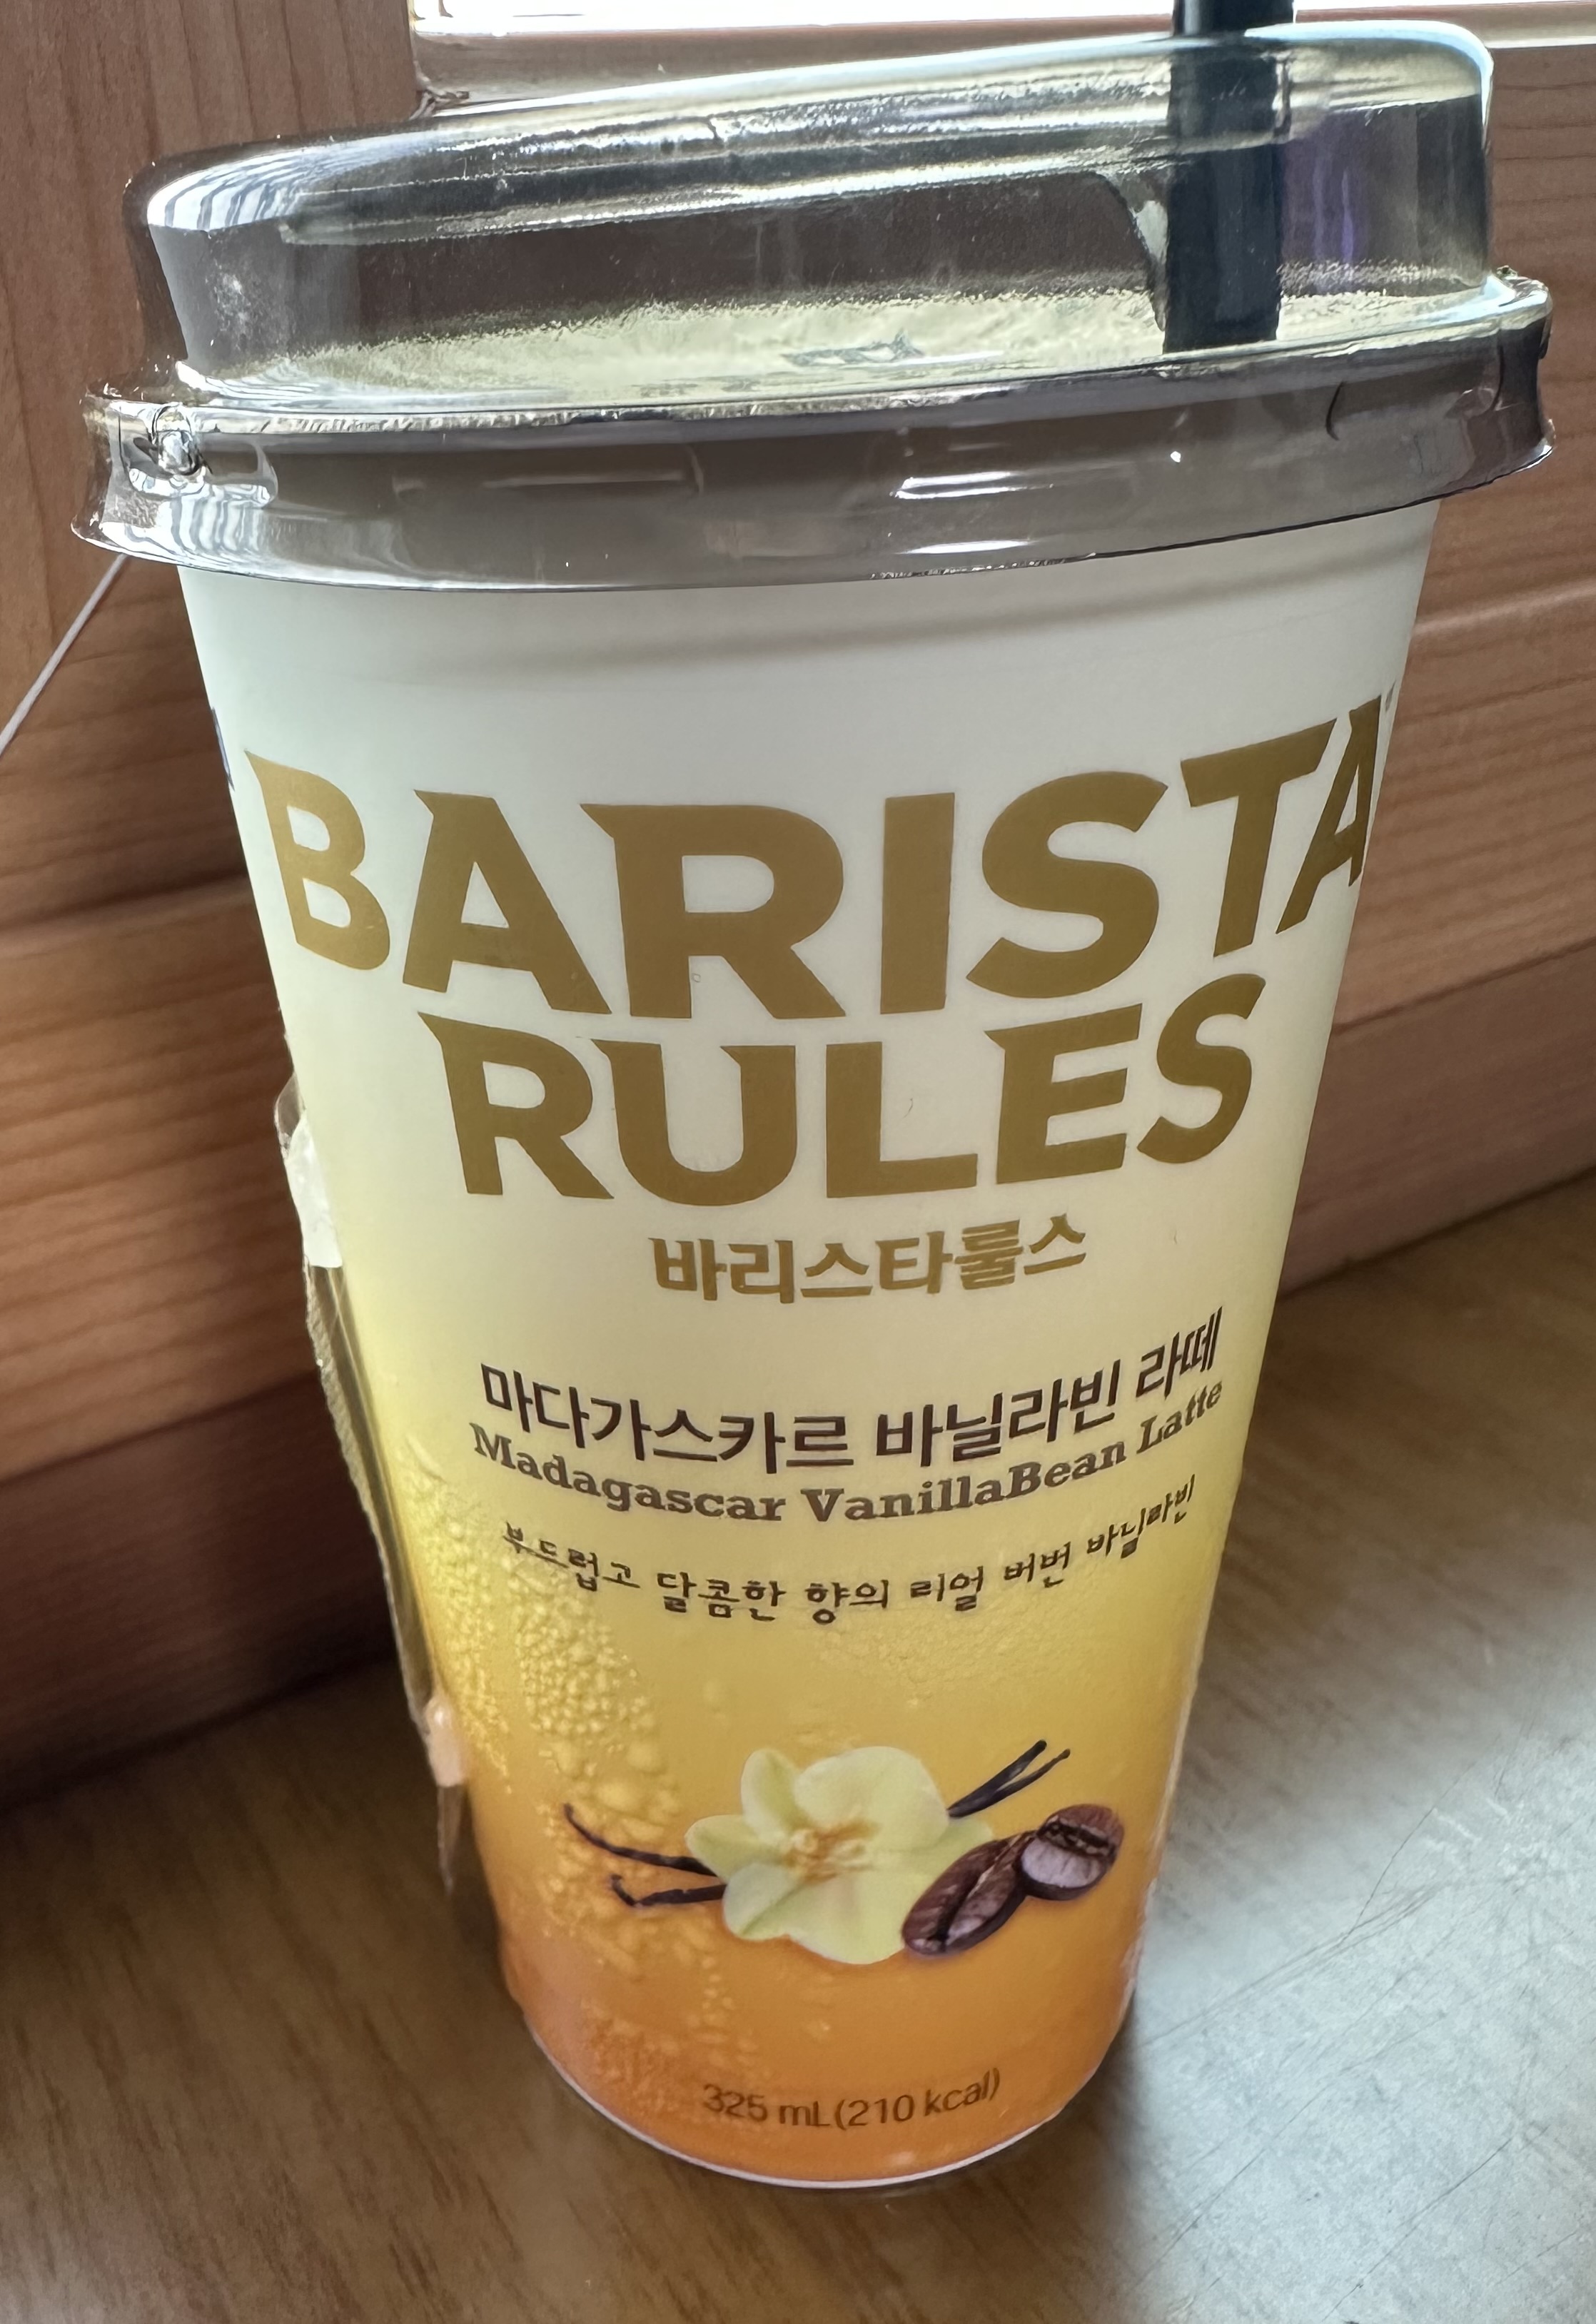 BARISTA
RULES
바리스타룰스
마다가스카르 바닐라빈 라떼
Madagascar VanillaBean Latte
부드럽고 달콤한 향의 리얼 버번 바닐라빈
325 mL(210 kcal)